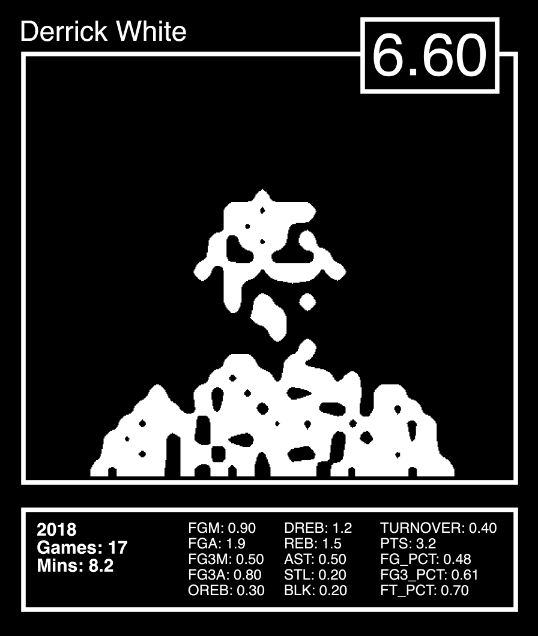 Derrick White
6.60
2018
Games: 17
Mins: 8.2
FGM: 0.90
FGA: 1.9
FG3M: 0.50
FG3A: 0.80
OREB: 0.30
DREB: 1.2
REB: 1.5
AST: 0.50
STL: 0.20
BLK: 0.20
TURNOVER: 0.40
PTS: 3.2
FG_PCT: 0.48
FG3_PCT: 0.61
FT_PCT: 0.70